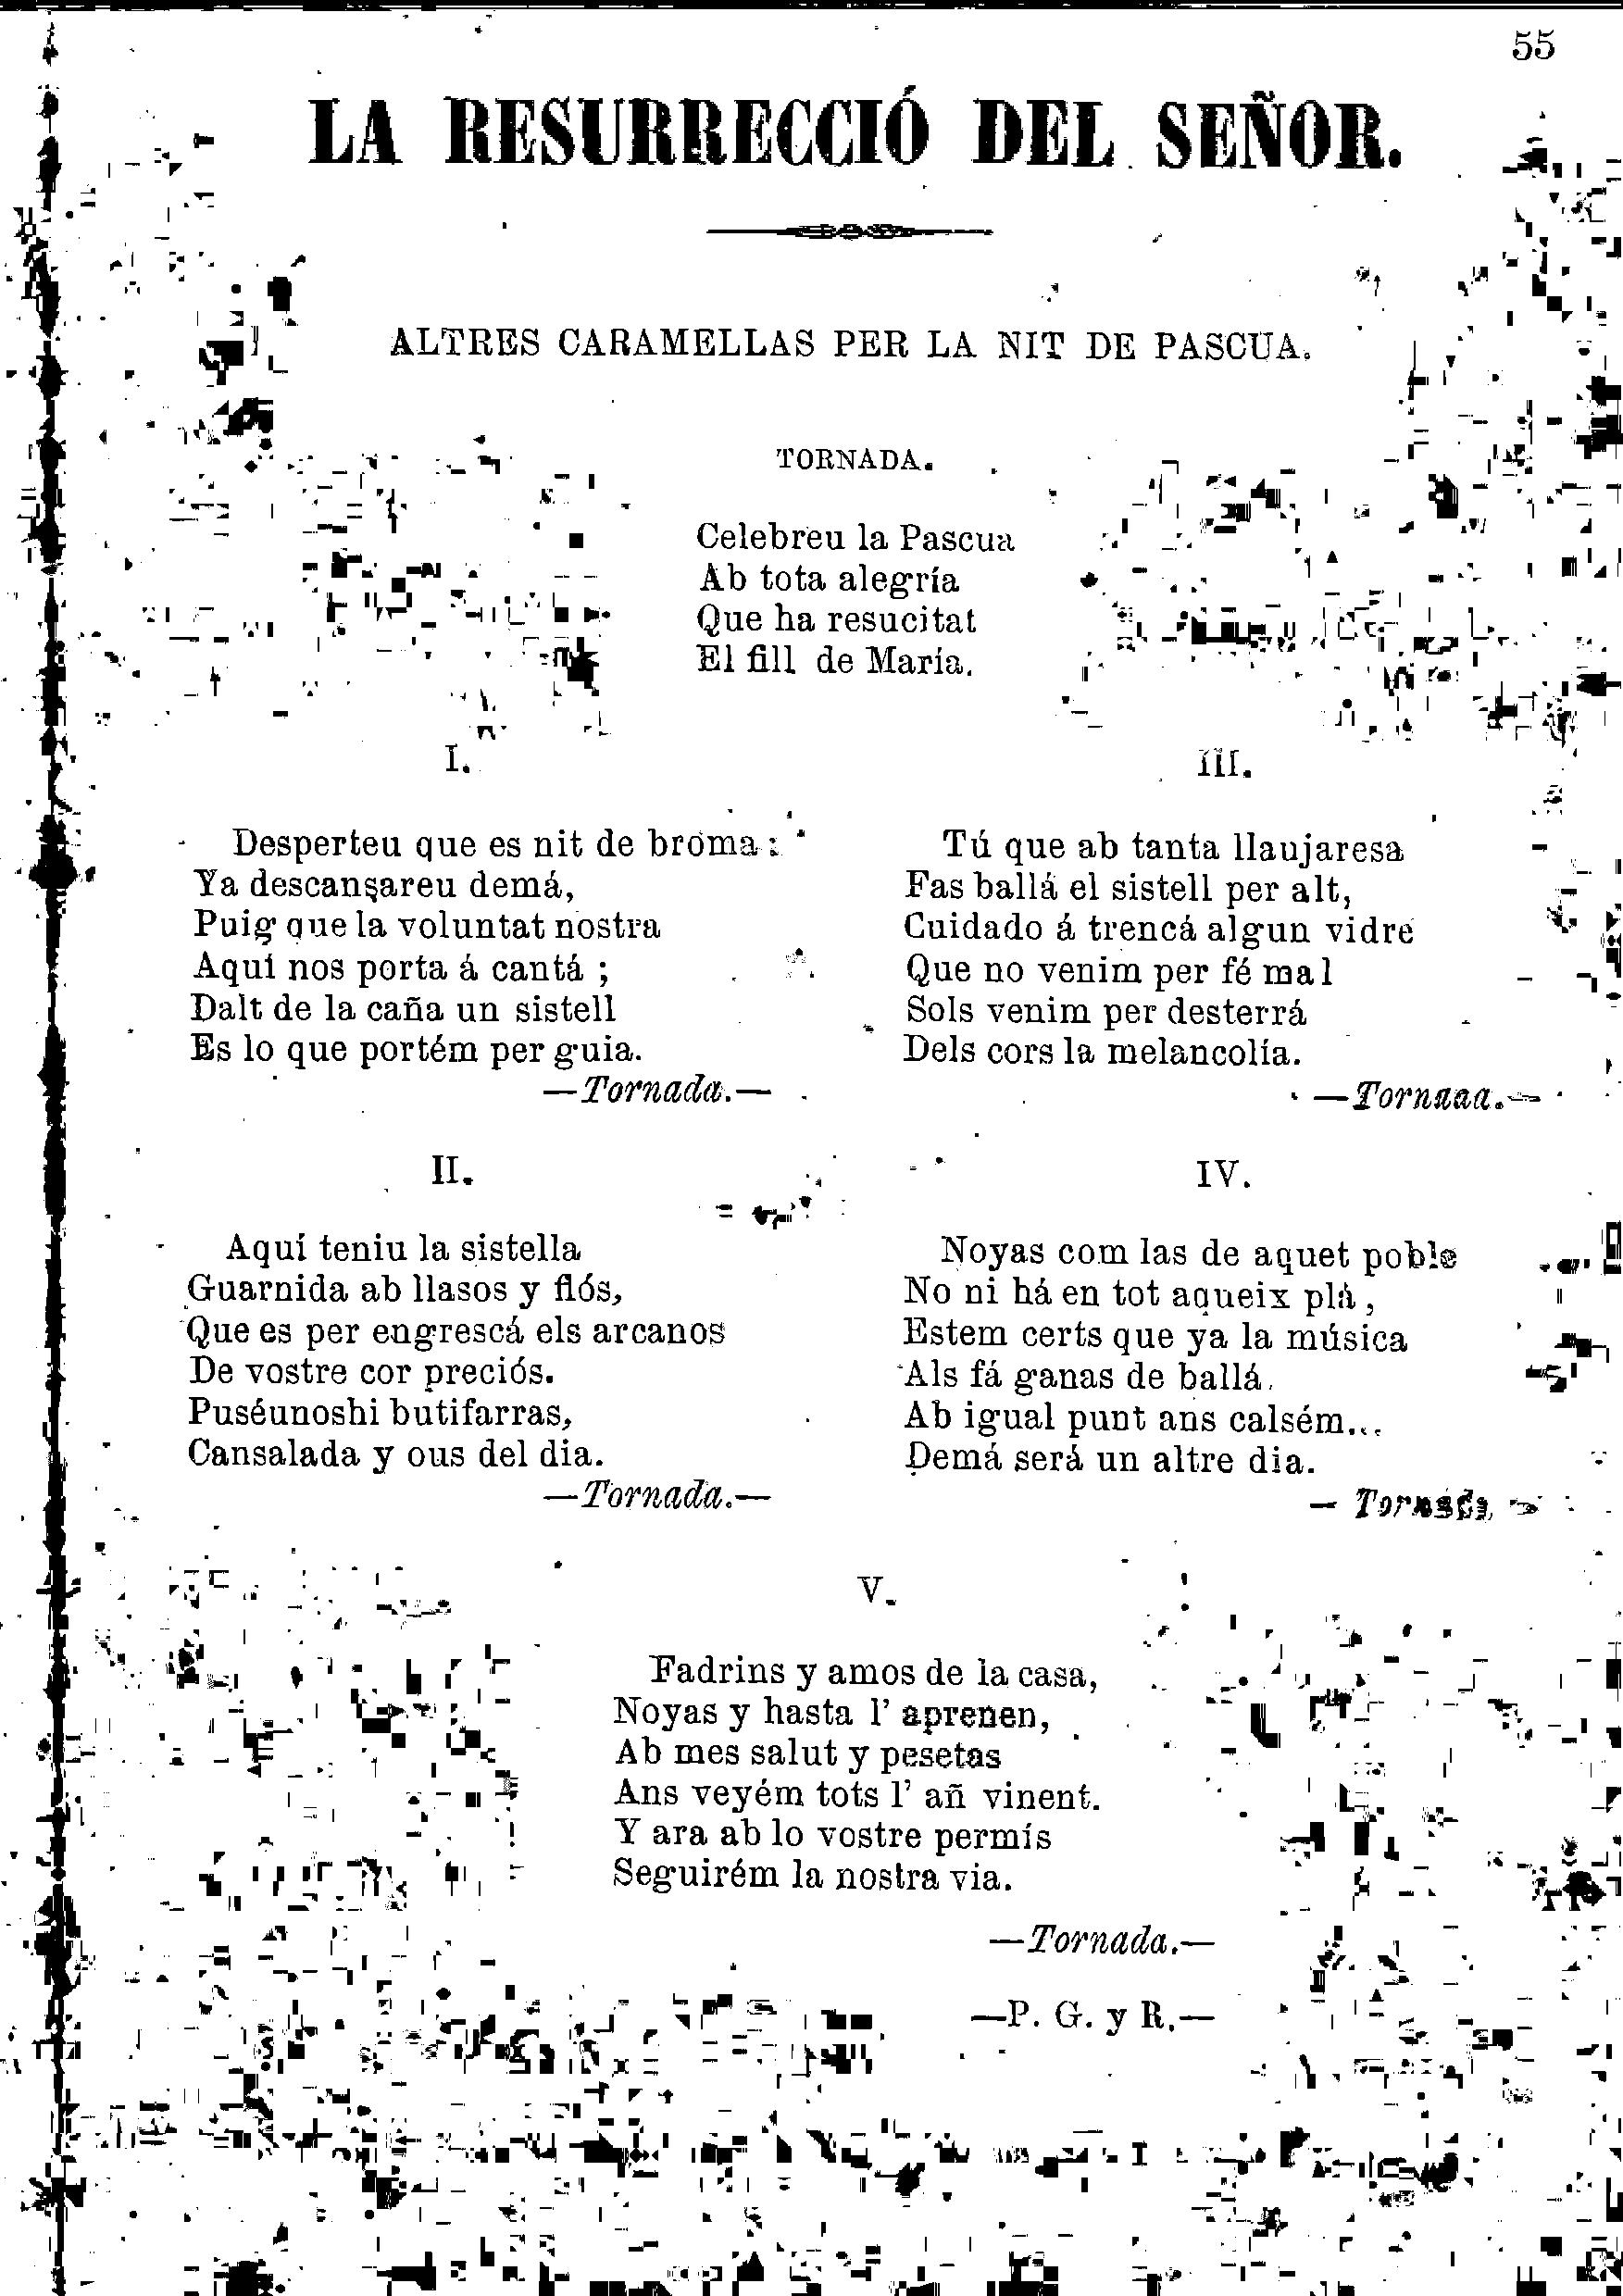 55
LA RESURRECCIÓ DEL SEÑOR.
ALTRES CARAMELLAS PER LA NIT DE PASCUA.
TORNADA.
Celebreu la Pascua
Ab tota alegría
Que ha resucitat
El fill de María.
I.
Desperteu que es nit de broma:
Ya descansareu demá,
Puig que la voluntat nostra
Aquí nos porta á cantá;
Dalt de la caña un sistell
Es lo que portém per guia.
—Tornada.—
II.
Aquí teniu la sistella
Guarnida ab llasos y flós,
Que es per engrescá els arcanos
De vostre cor preciós.
Puséunoshi butifarras,
Cansalada y ous del dia.
—Tornada.—
III.
Tú que ab tanta llaujaresa
Fas ballá el sistell per alt,
Cuidado á trencá algun vidre
Que no venim per fé mal
Sols venim per desterrá
Dels cors la melancolía.
—Tornada.—
IV.
Noyas com las de aquet poble
No ni há en tot aqueix plá,
Estem certs que ya la música
Als fá ganas de ballá.
Ab igual punt ans calsém...
Demá será un altre dia.
—Tornada.—
V.
Fadrins y amos de la casa,
Noyas y hasta l' aprenen,
Ab mes salut y pesetas
Ans veyém tots l' añ vinent.
Y ara ab lo vostre permís
Seguirém la nostra via.
—Tornada.—
—P. G. y R.—